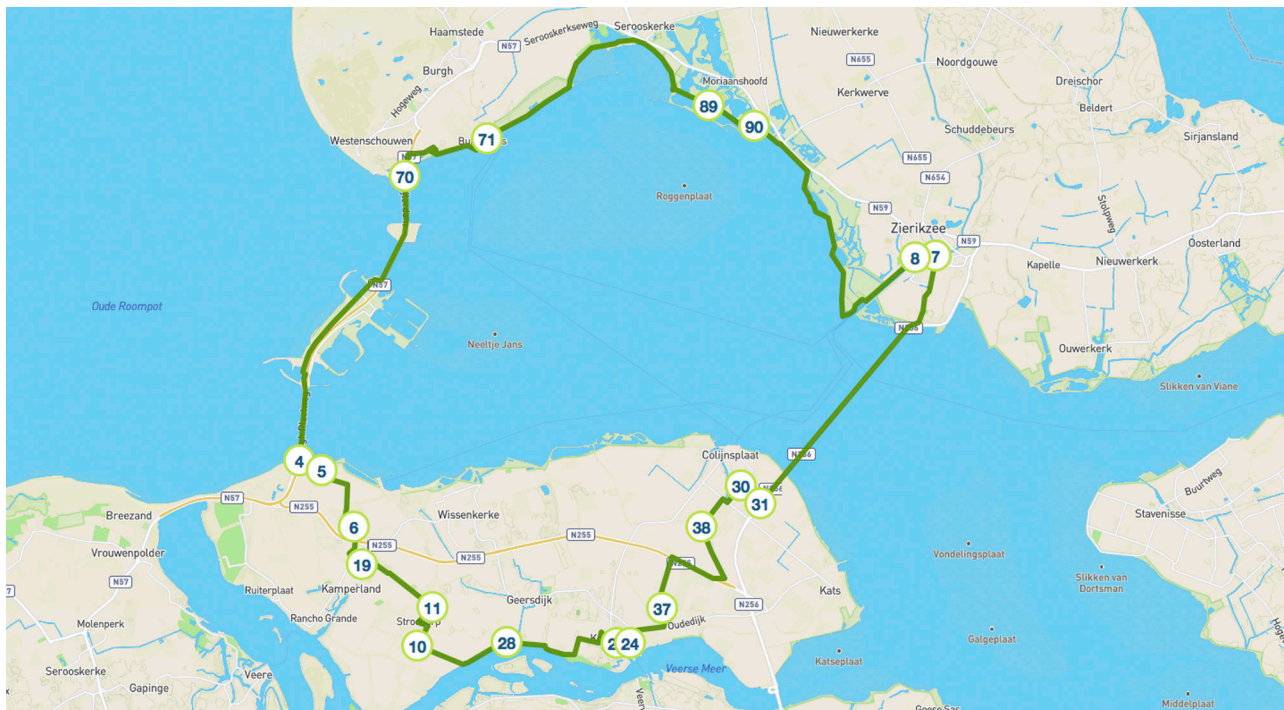 Haamstede
Serooskerkseweg
Serooskerke
Nieuwerkerke
N57
N655
Noordgouwe
Burgh
Moriaanshoofd
Dreischor
Hogeweg
Kerkwerve
Beldert
89
90
Schuddebeurs
Sirjansland
Westenschouwen
71
70
N655
N654
Roggenplaat
Stolpweg
N59
Zierikzee
8
7
N59
Oosterland
Kapelle
Nieuwerkerk
N57
Oude Roompot
Neeltje Jans
Ouwerkerk
Slikken van Viane
Colijnsplaat
N256
4
5
30
31
Buurtweg
N57
N255
Breezand
Wissenkerke
38
Stavenisse
6
N255
N255
N255
Vrouwenpolder
Vondelingsplaat
19
N57
Ruiterplaat
Kamperland
Slikken van
Dortsman
Kats
Geersdijk
N256
Rancho Grande
11
37
Molenperk
Oudedijk
10
28
24
Galgeplaat
Katseplaat
Serooskerke
Veere
Veerse Meer
Gapinge
Middelplaat